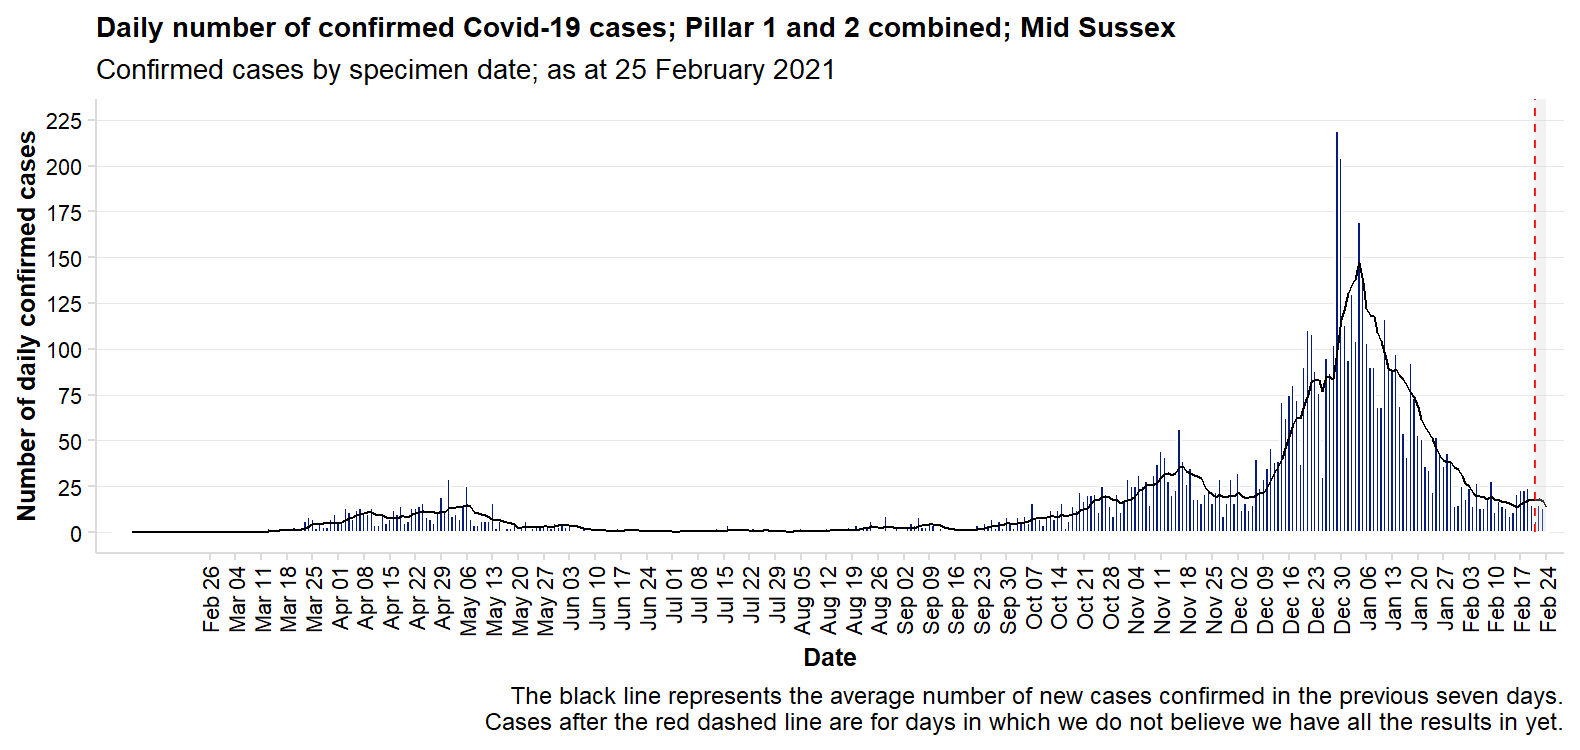 Daily number of confirmed Covid-19 cases; Pillar 1 and 2 combined; Mid Sussex
Confirmed cases by specimen date; as at 25 February 2021
Number of daily confirmed cases
225
200
175
150
125
100
75
50
25
0
Feb 26
Mar 04
Mar 11
Mar 18
Mar 25
Apr 01
Apr 08
Apr 15
Apr 22
Apr 29
May 06
May 13
May 20
May 27
Jun 03
Jun 10
Jun 17
Jun 24
Jul 01
Jul 08
Jul 15
Jul 22
Jul 29
Aug 05
Aug 12
Aug 19
Aug 26
Sep 02
Sep 09
Sep 16
Sep 23
Sep 30
Oct 07
Oct 14
Oct 21
Oct 28
Nov 04
Nov 11
Nov 18
Nov 25
Dec 02
Dec 09
Dec 16
Dec 23
Dec 30
Jan 06
Jan 13
Jan 20
Jan 27
Feb 03
Feb 10
Feb 17
Feb 24
Date
The black line represents the average number of new cases confirmed in the previous seven days.
Cases after the red dashed line are for days in which we do not believe we have all the results in yet.